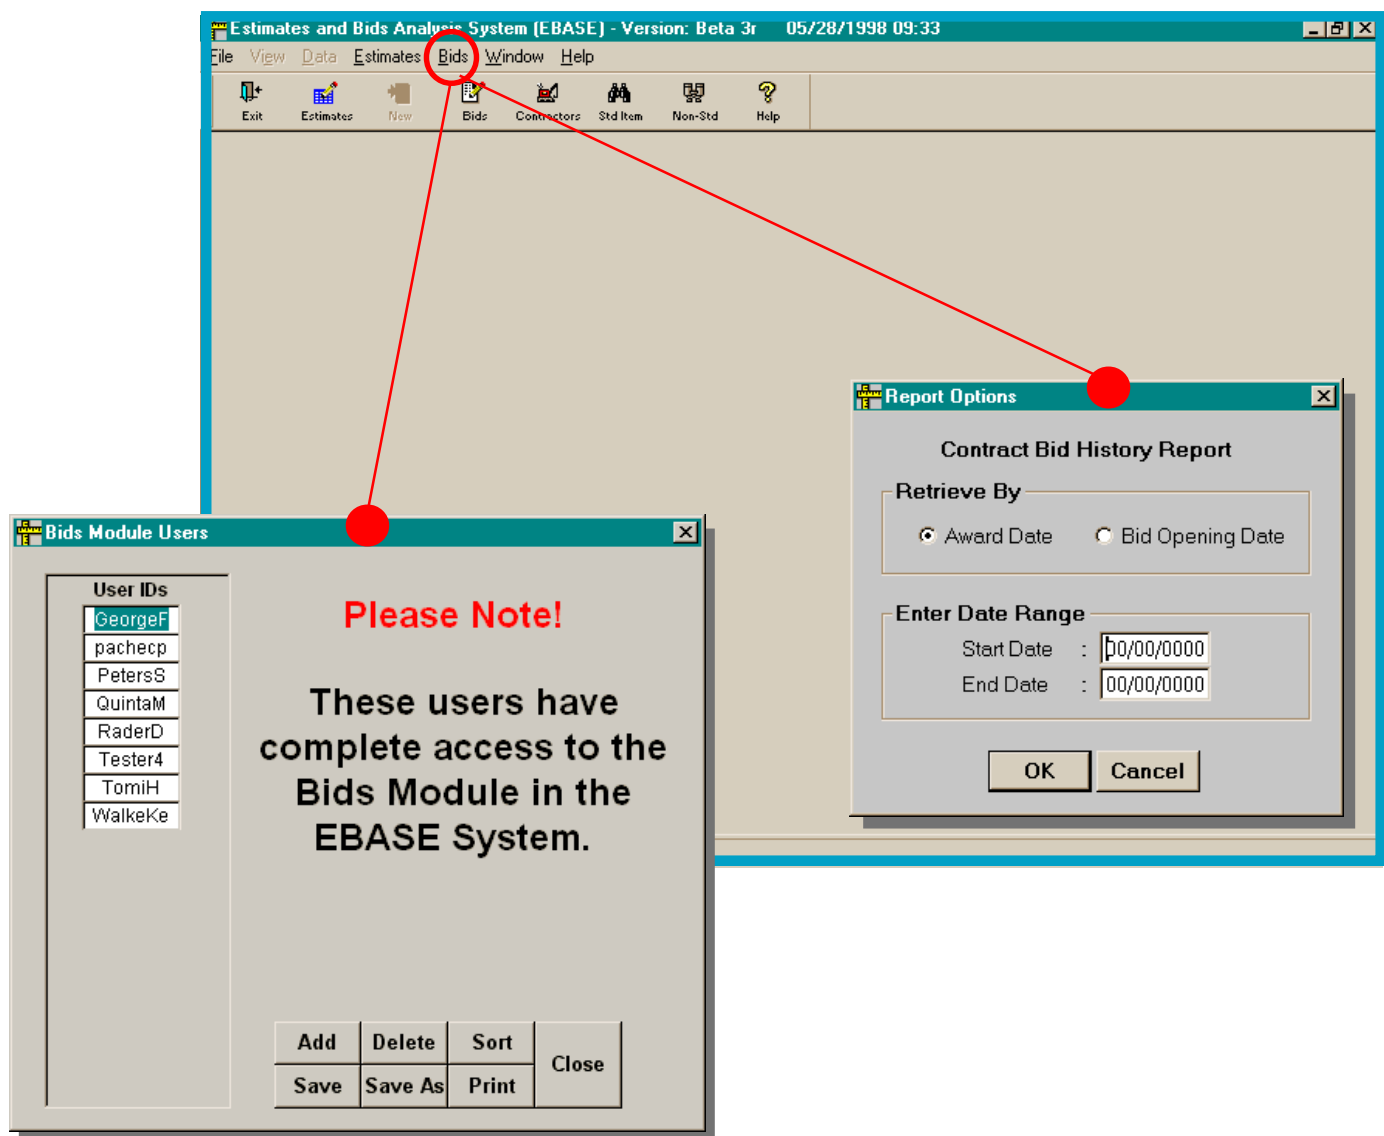 Estimates and Bids Analysis System (EBASE) - Version: Beta 3r 05/28/1998 09:33
File View Data Estimates Bids Window Help
Exit Estimates New Bids Contractors Std Item Non-Std Help
Report Options
Contract Bid History Report
Retrieve By
Award Date Bid Opening Date
Enter Date Range
Start Date : 00/00/0000
End Date : 00/00/0000
OK Cancel
Bids Module Users
User IDs
GeorgeF
pachecp
PetersS
QuintaM
RaderD
Tester4
TomiH
WalkeKe
Please Note!
These users have
complete access to the
Bids Module in the
EBASE System.
Add Delete Sort Close
Save Save As Print